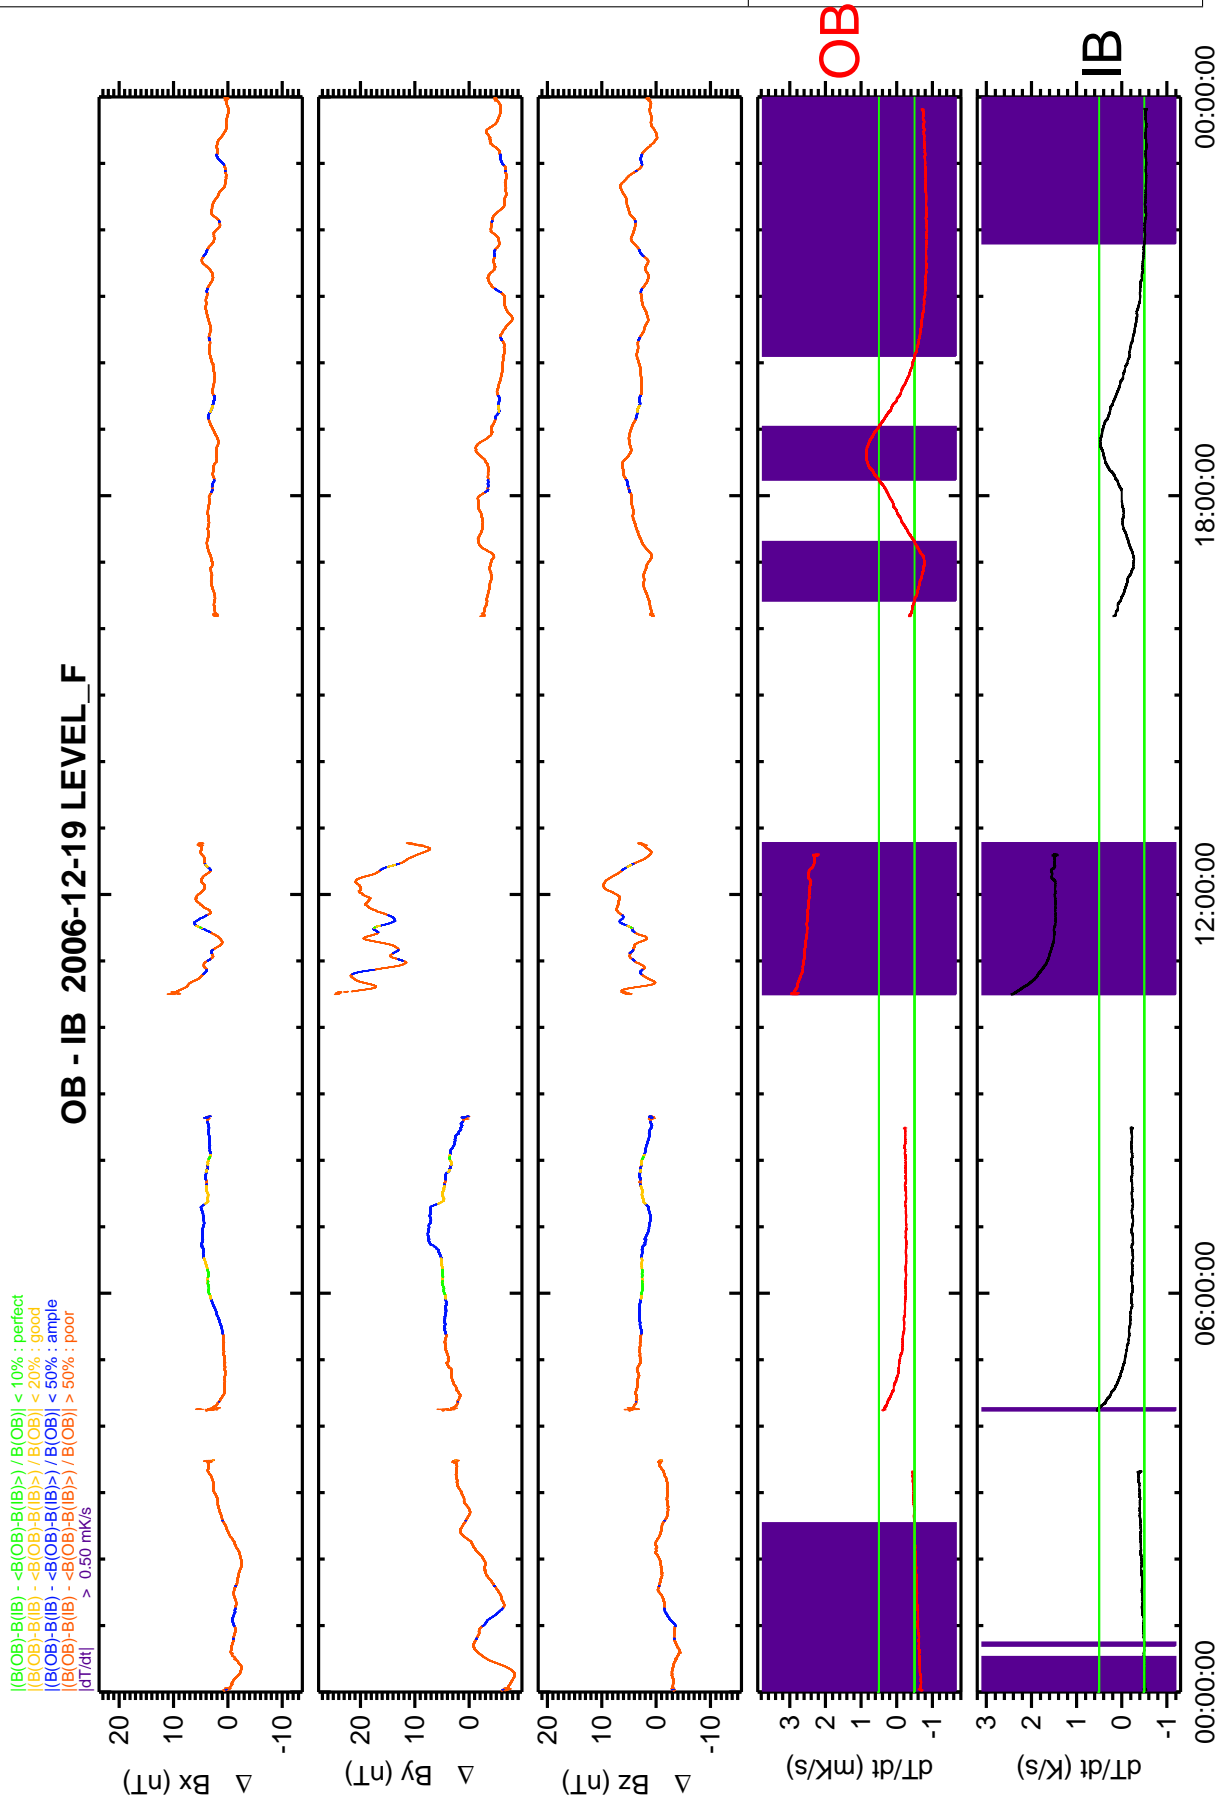 |(B(OB)-B(IB) - <B(OB)-B(IB)>) / B(OB)| < 10% : perfect
|(B(OB)-B(IB) - <B(OB)-B(IB)>) / B(OB)| < 20% : good
|(B(OB)-B(IB) - <B(OB)-B(IB)>) / B(OB)| < 50% : ample
|(B(OB)-B(IB) - <B(OB)-B(IB)>) / B(OB)| > 50% : poor
|dT/dt| > 0.50 mK/s
OB - IB 2006-12-19 LEVEL_F
20
10
0
-10
Δ Bx (nT)
20
10
0
Δ By (nT)
20
10
0
-10
Δ Bz (nT)
OB
3
2
1
0
-1
dT/dt (mK/s)
IB
3
2
1
0
-1
dT/dt (K/s)
00:00:00
06:00:00
12:00:00
18:00:00
00:00:00